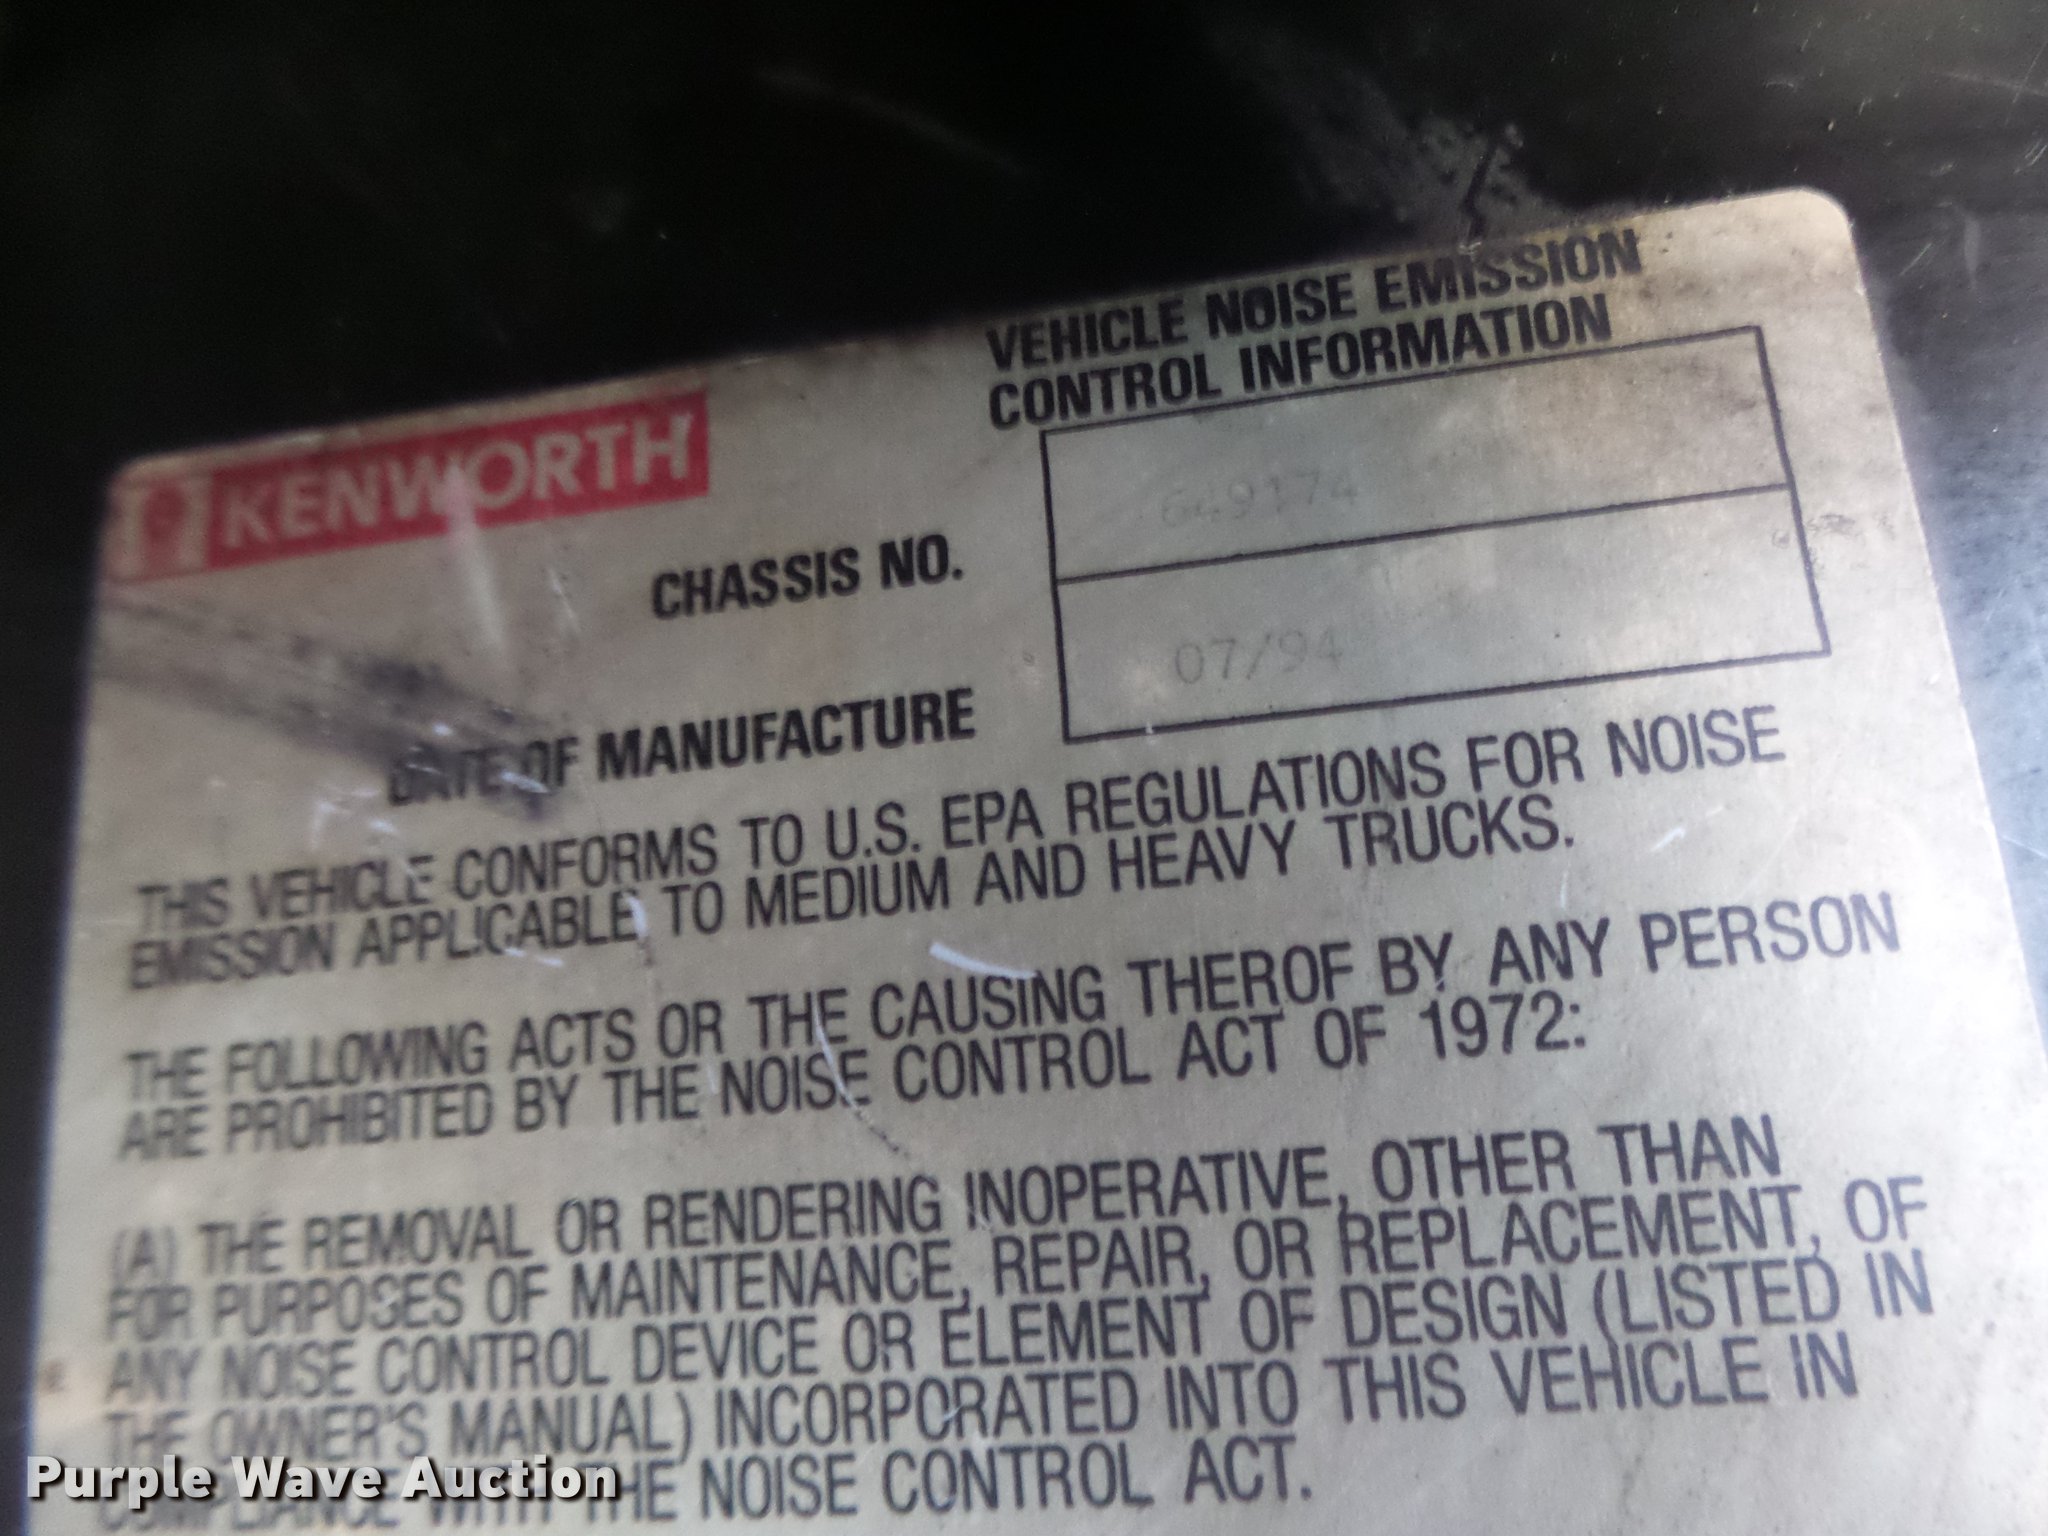 VEHICLE NOISE EMISSION
CONTROL INFORMATION
KENWORTH
CHASSIS NO. 649174
DATE OF MANUFACTURE 07/94
THIS VEHICLE CONFORMS TO U.S. EPA REGULATIONS FOR NOISE
EMISSION APPLICABLE TO MEDIUM AND HEAVY TRUCKS.
THE FOLLOWING ACTS OR THE CAUSING THEROF BY ANY PERSON
ARE PROHIBITED BY THE NOISE CONTROL ACT OF 1972:
(A) THE REMOVAL OR RENDERING INOPERATIVE, OTHER THAN
FOR PURPOSES OF MAINTENANCE, REPAIR, OR REPLACEMENT, OF
ANY NOISE CONTROL DEVICE OR ELEMENT OF DESIGN (LISTED IN
THE OWNER'S MANUAL) INCORPORATED INTO THIS VEHICLE IN
COMPLIANCE WITH THE NOISE CONTROL ACT.
Purple Wave Auction